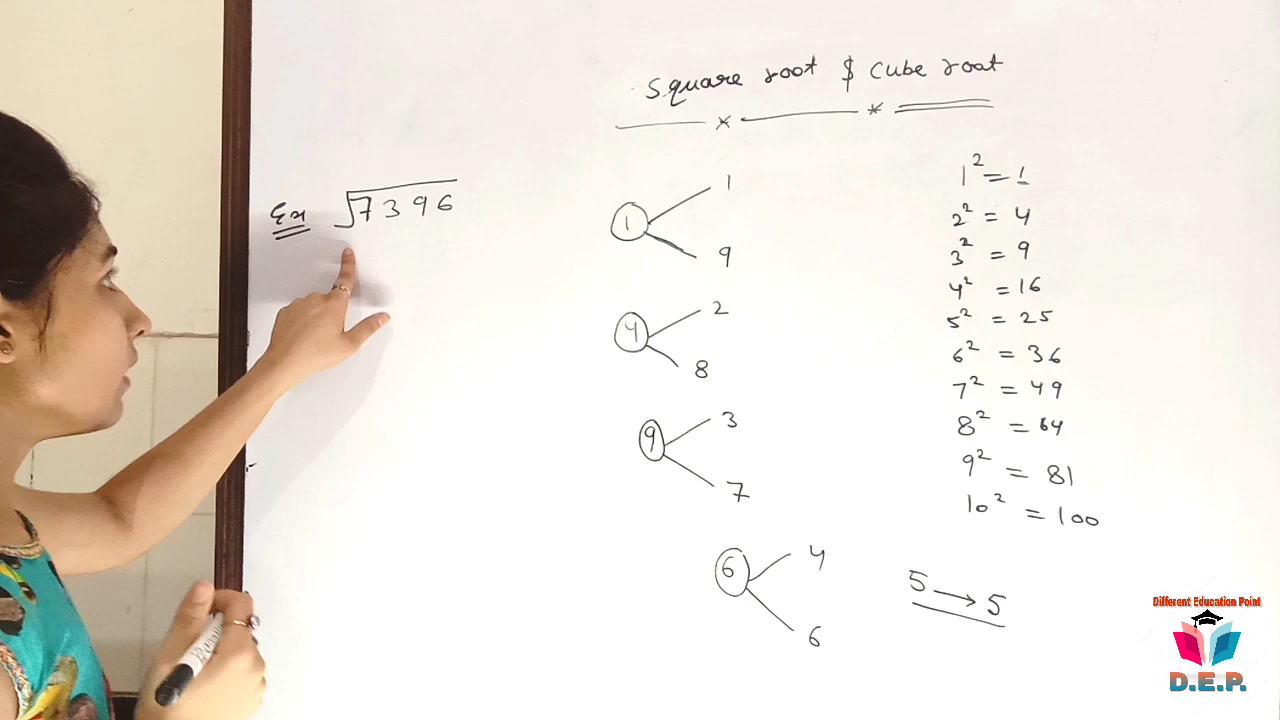 Square root $ Cube root
Ex √7396
1 1
9
4 2
8
9 3
7
6 4
6
5 → 5
1² = 1
2² = 4
3² = 9
4² = 16
5² = 25
6² = 36
7² = 49
8² = 64
9² = 81
10² = 100
Different Education Point
D.E.P.